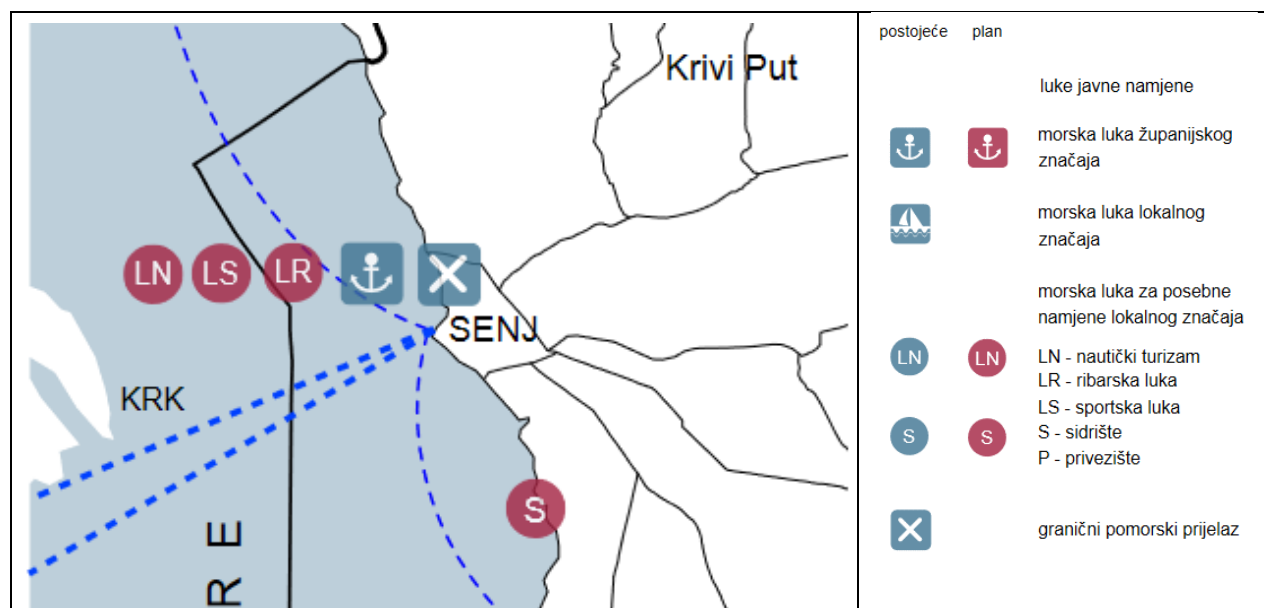 Krivi Put
LN LS LR
SENJ
KRK
S
R E
postojeće plan
luke javne namjene
morska luka županijskog
značaja
morska luka lokalnog
značaja
morska luka za posebne
namjene lokalnog značaja
LN LN LN - nautički turizam
LR - ribarska luka
LS - sportska luka
S S S - sidrište
P - privezište
granični pomorski prijelaz